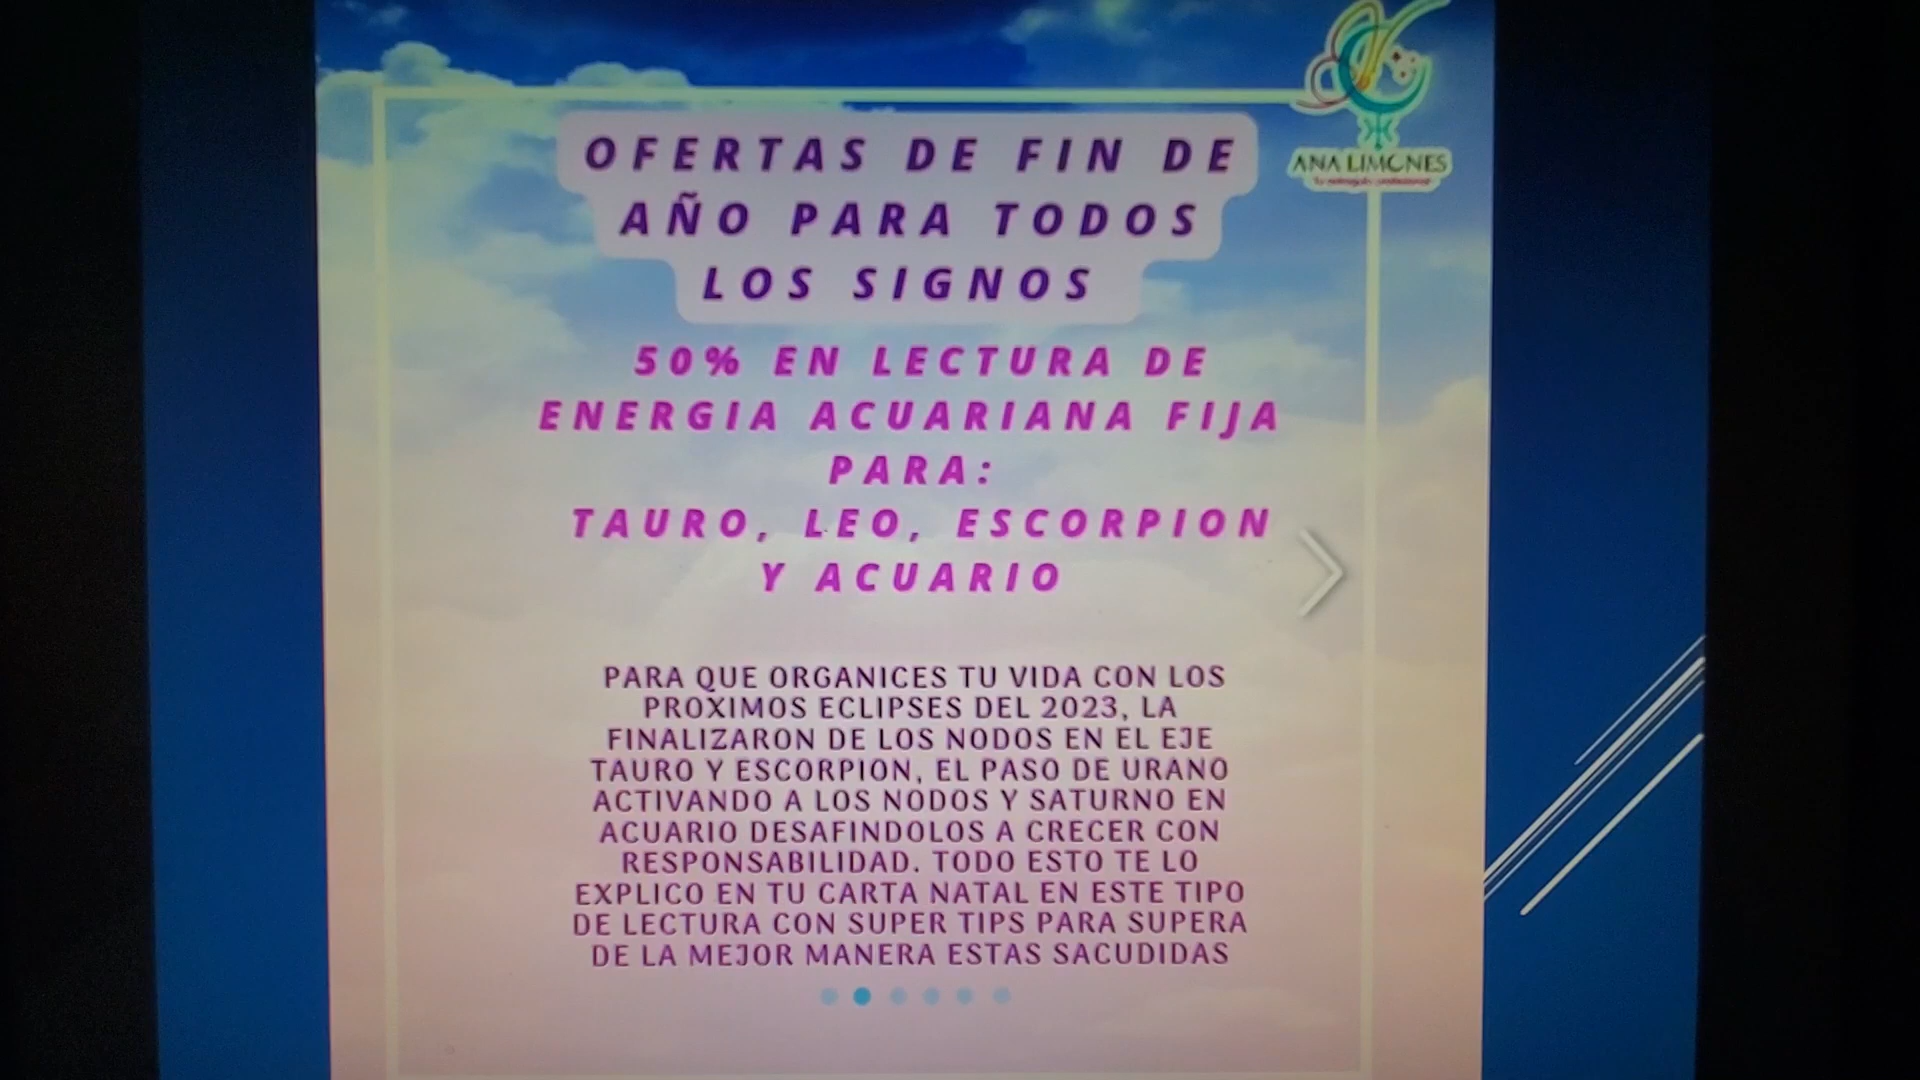 OFERTAS DE FIN DE
AÑO PARA TODOS
LOS SIGNOS
ANA LIMONES
50% EN LECTURA DE
ENERGIA ACUARIANA FIJA
PARA:
TAURO, LEO, ESCORPION
Y ACUARIO
PARA QUE ORGANICES TU VIDA CON LOS
PROXIMOS ECLIPSES DEL 2023, LA
FINALIZARON DE LOS NODOS EN EL EJE
TAURO Y ESCORPION, EL PASO DE URANO
ACTIVANDO A LOS NODOS Y SATURNO EN
ACUARIO DESAFINDOLOS A CRECER CON
RESPONSABILIDAD. TODO ESTO TE LO
EXPLICO EN TU CARTA NATAL EN ESTE TIPO
DE LECTURA CON SUPER TIPS PARA SUPERA
DE LA MEJOR MANERA ESTAS SACUDIDAS